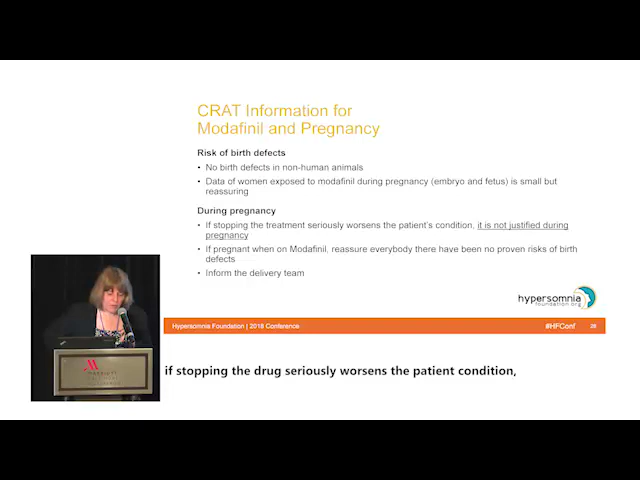 CRAT Information for
Modafinil and Pregnancy
Risk of birth defects
• No birth defects in non-human animals
• Data of women exposed to modafinil during pregnancy (embryo and fetus) is small but
reassuring
During pregnancy
• If stopping the treatment seriously worsens the patient's condition, it is not justified during
pregnancy
• If pregnant when on Modafinil, reassure everybody there have been no proven risks of birth
defects
• Inform the delivery team
hypersomnia
foundation.org
Hypersomnia Foundation | 2018 Conference #HFConf 28
Marriott
if stopping the drug seriously worsens the patient condition,